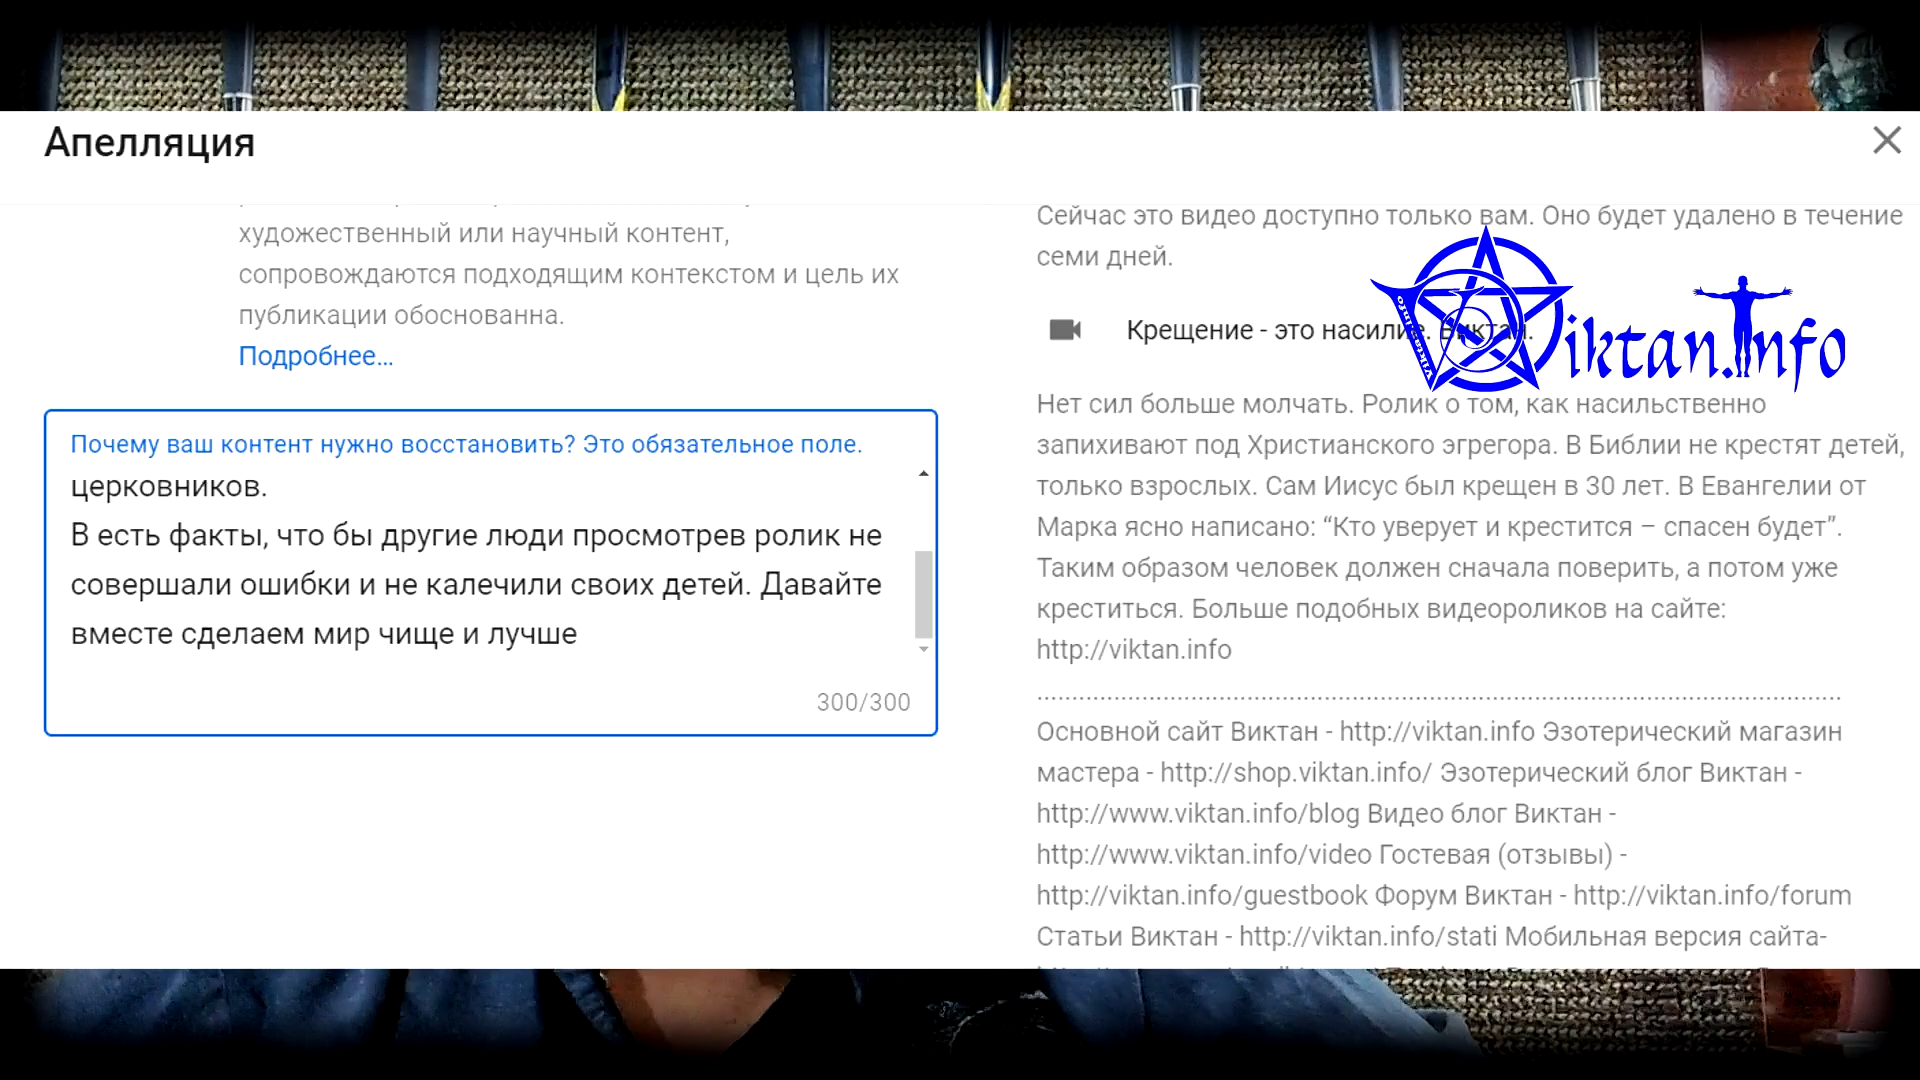 Апелляция
художественный или научный контент,
сопровождаются подходящим контекстом и цель их
публикации обоснованна.
Подробнее...
Почему ваш контент нужно восстановить? Это обязательное поле.
церковников.
В есть факты, что бы другие люди просмотрев ролик не
совершали ошибки и не калечили своих детей. Давайте
вместе сделаем мир чище и лучше
300/300
Сейчас это видео доступно только вам. Оно будет удалено в течение
семи дней.
Крещение - это насилие. Виктан.
Viktan.Info
Нет сил больше молчать. Ролик о том, как насильственно
запихивают под Христианского эгрегора. В Библии не крестят детей,
только взрослых. Сам Иисус был крещен в 30 лет. В Евангелии от
Марка ясно написано: “Кто уверует и крестится – спасен будет”.
Таким образом человек должен сначала поверить, а потом уже
креститься. Больше подобных видеороликов на сайте:
http://viktan.info
....................................................................................................................
Основной сайт Виктан - http://viktan.info Эзотерический магазин
мастера - http://shop.viktan.info/ Эзотерический блог Виктан -
http://www.viktan.info/blog Видео блог Виктан -
http://www.viktan.info/video Гостевая (отзывы) -
http://viktan.info/guestbook Форум Виктан - http://viktan.info/forum
Статьи Виктан - http://viktan.info/stati Мобильная версия сайта-